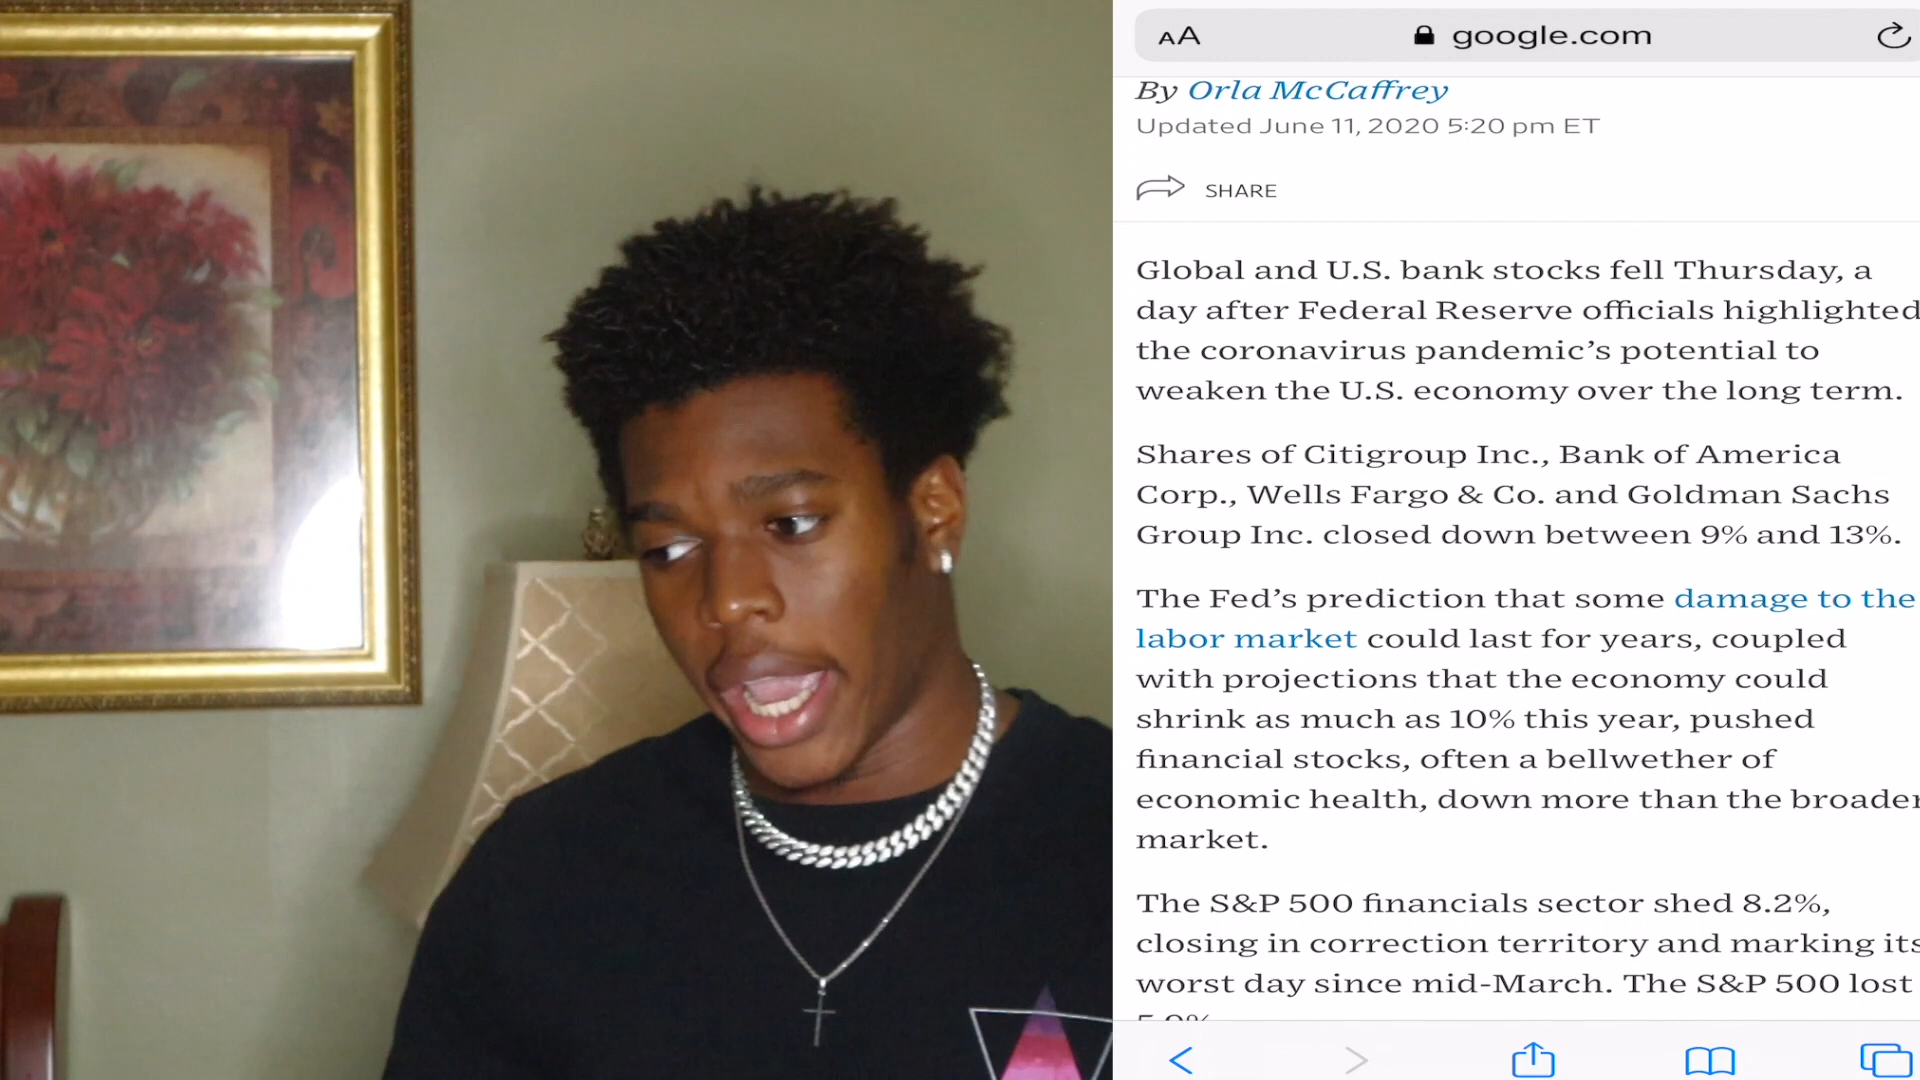 AA google.com
By Orla McCaffrey
Updated June 11, 2020 5:20 pm ET
SHARE
Global and U.S. bank stocks fell Thursday, a
day after Federal Reserve officials highlighted
the coronavirus pandemic’s potential to
weaken the U.S. economy over the long term.
Shares of Citigroup Inc., Bank of America
Corp., Wells Fargo & Co. and Goldman Sachs
Group Inc. closed down between 9% and 13%.
The Fed’s prediction that some damage to the
labor market could last for years, coupled
with projections that the economy could
shrink as much as 10% this year, pushed
financial stocks, often a bellwether of
economic health, down more than the broader
market.
The S&P 500 financials sector shed 8.2%,
closing in correction territory and marking its
worst day since mid-March. The S&P 500 lost